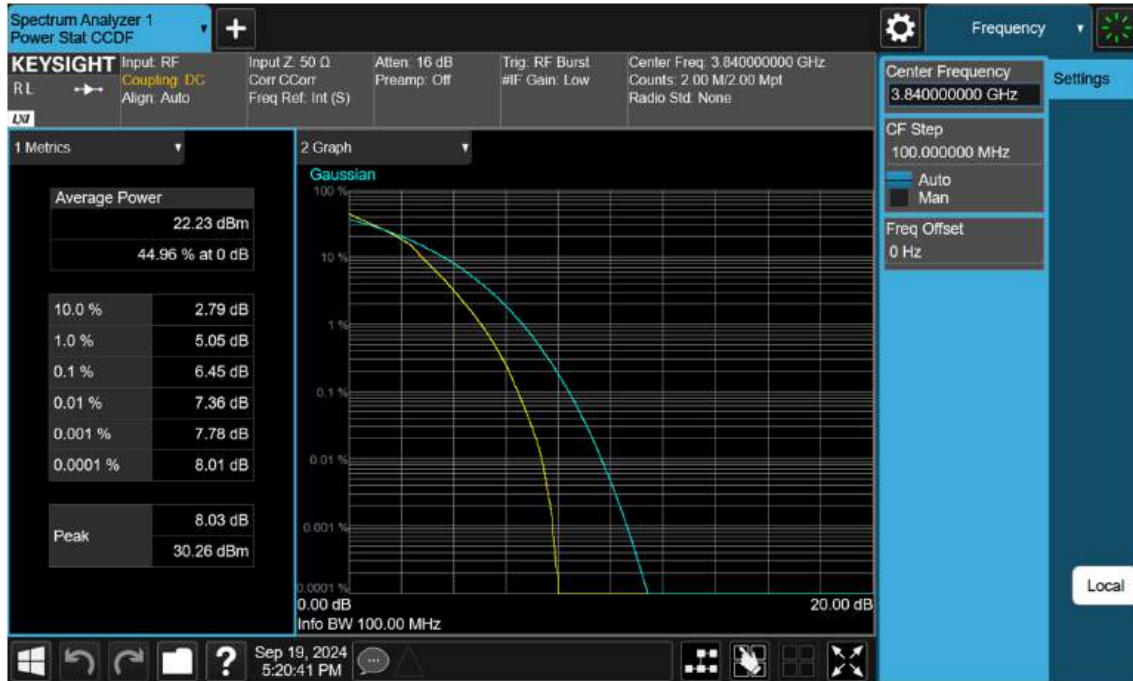 Spectrum Analyzer 1
Power Stat CCDF
+
Frequency
KEYSIGHT
RL
LXI
Input: RF
Coupling: DC
Align: Auto
Input Z: 50 Ω
Corr CCorr
Freq Ref: Int (S)
Atten: 16 dB
Preamp: Off
Trig: RF Burst
#IF Gain: Low
Center Freq: 3.840000000 GHz
Counts: 2.00 M/2.00 Mpt
Radio Std: None
Center Frequency
3.840000000 GHz
Settings
CF Step
100.000000 MHz
Auto
Man
Freq Offset
0 Hz
1 Metrics
Average Power
22.23 dBm
44.96 % at 0 dB
10.0 % 2.79 dB
1.0 % 5.05 dB
0.1 % 6.45 dB
0.01 % 7.36 dB
0.001 % 7.78 dB
0.0001 % 8.01 dB
Peak
8.03 dB
30.26 dBm
2 Graph
Gaussian
100 %
10 %
1 %
0.1 %
0.01 %
0.001 %
0.0001 %
0.00 dB 20.00 dB
Info BW 100.00 MHz
Local
?
Sep 19, 2024
5:20:41 PM